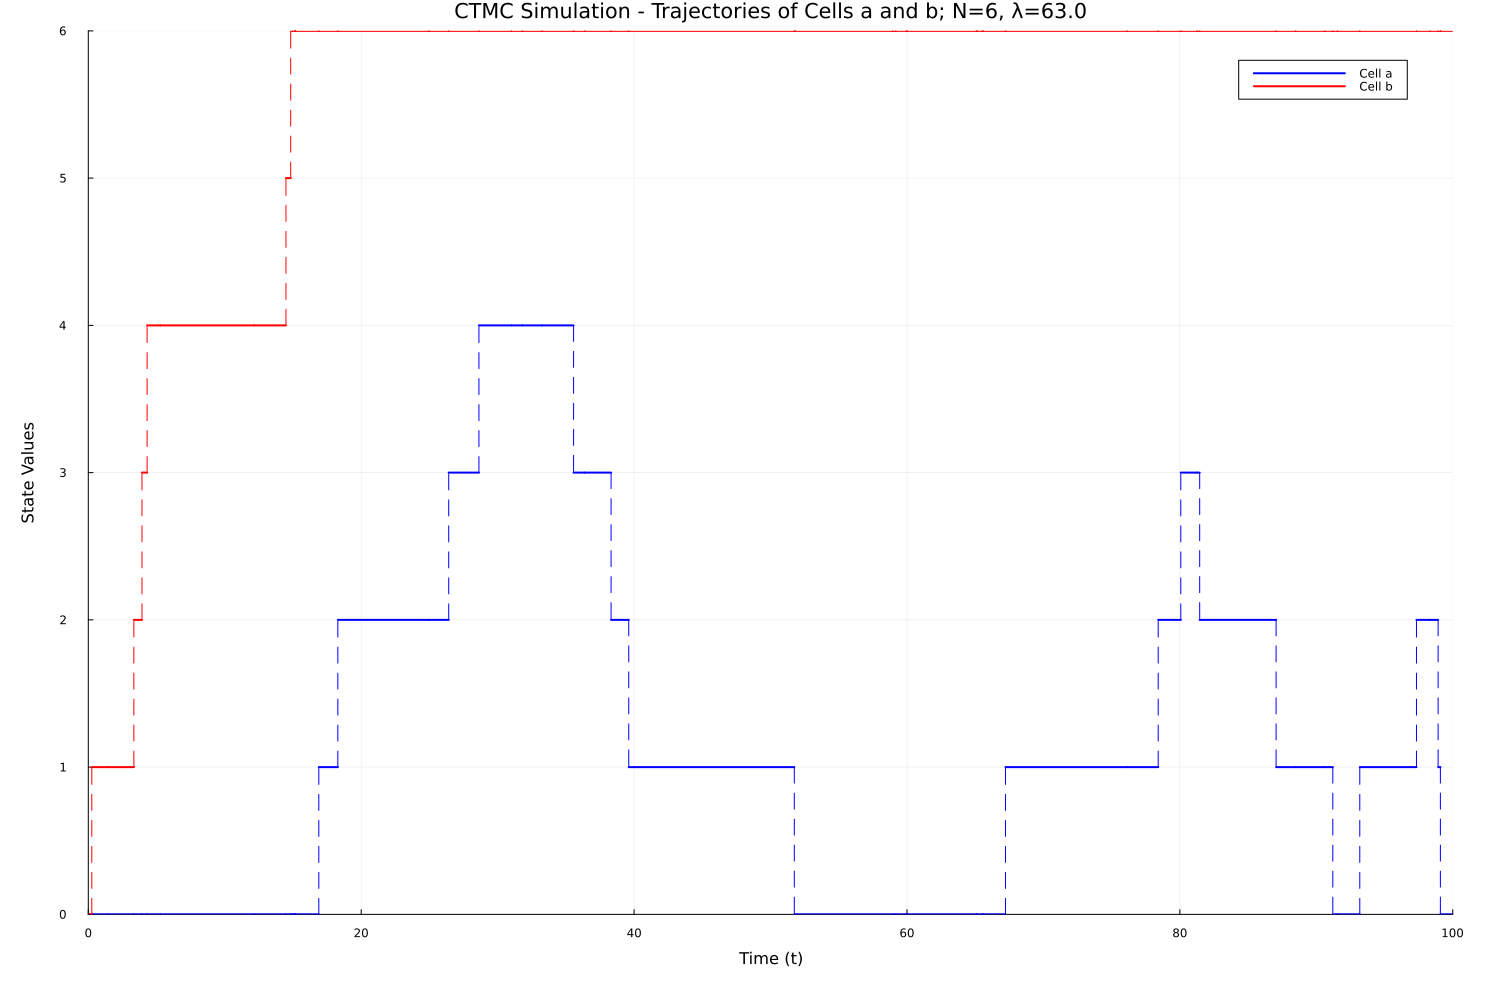 CTMC Simulation - Trajectories of Cells a and b; N=6, λ=63.0
6
Cell a
Cell b
5
4
State Values
3
2
1
0
0 20 40 60 80 100
Time (t)